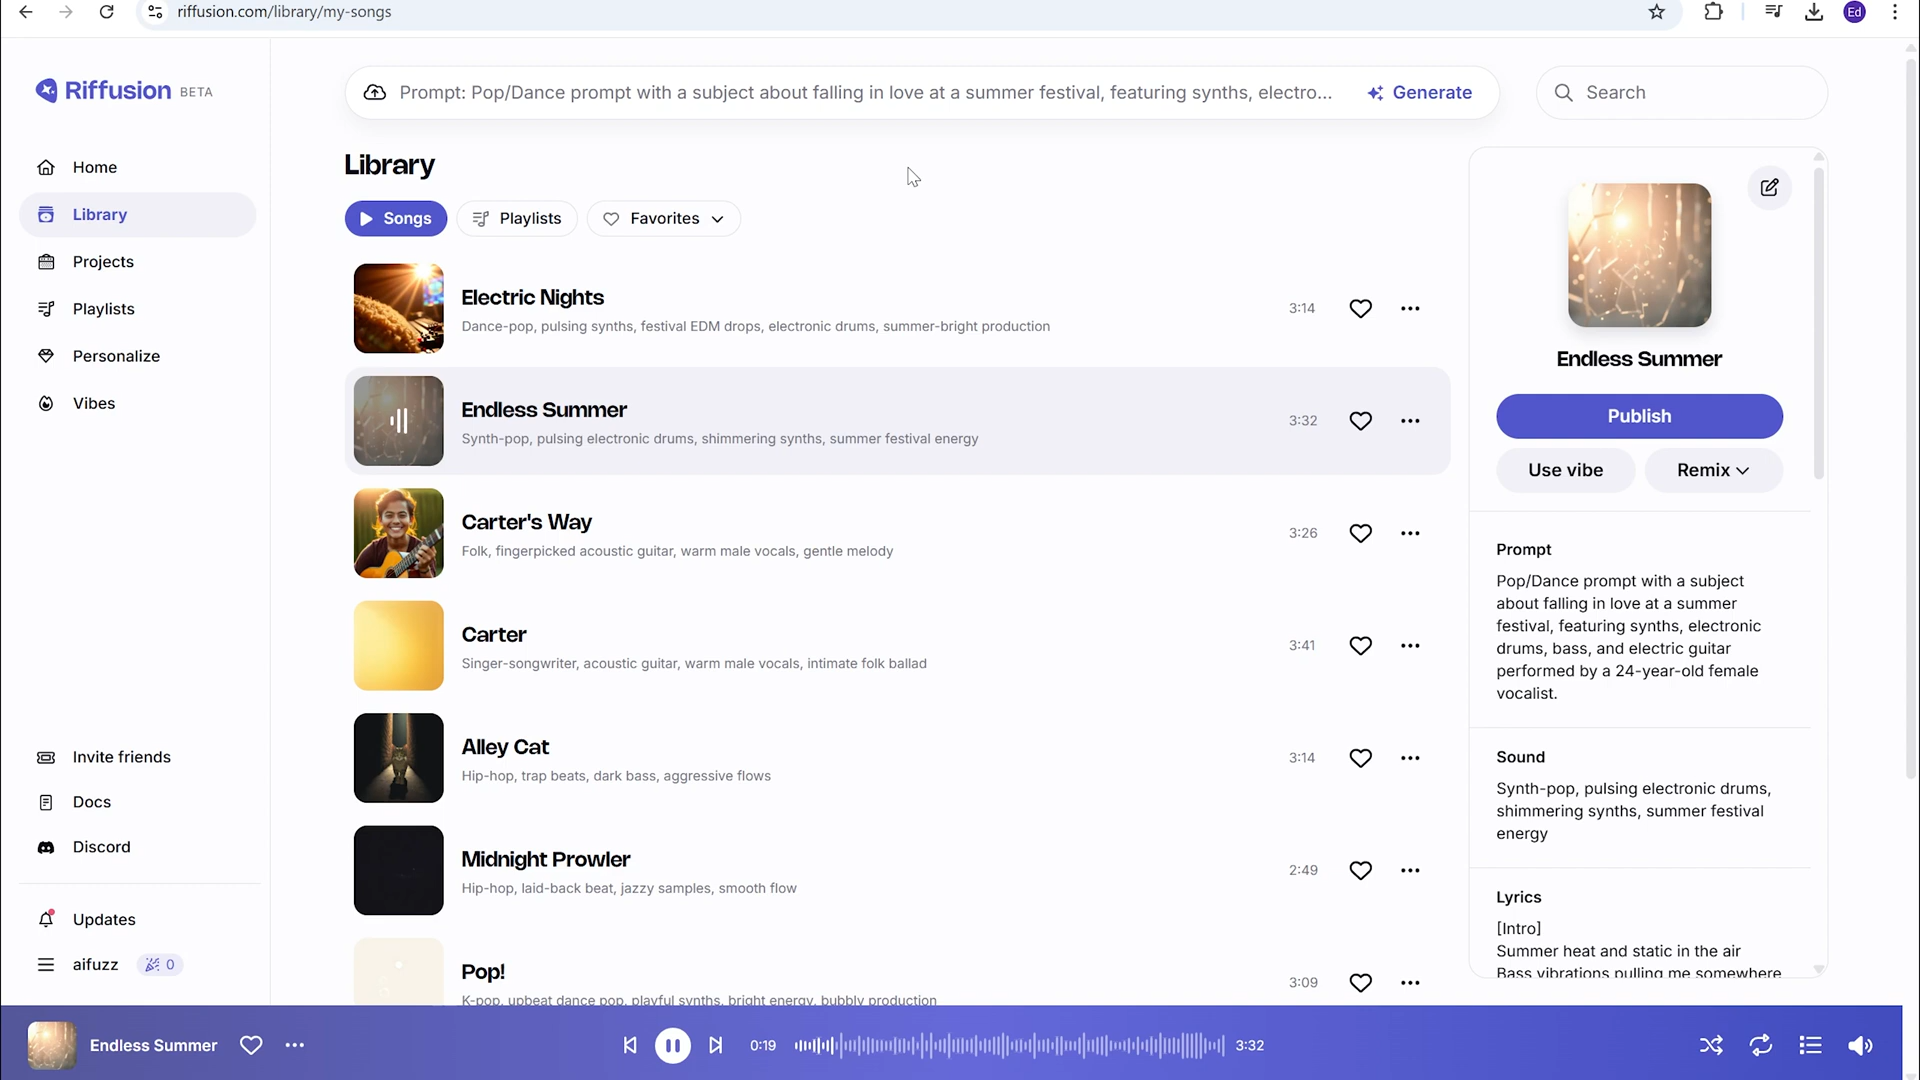 riffusion.com/library/my-songs
Ed
Riffusion BETA
Prompt: Pop/Dance prompt with a subject about falling in love at a summer festival, featuring synths, electro...
Generate
Search
Home
Library
Projects
Playlists
Personalize
Vibes
Invite friends
Docs
Discord
Updates
aifuzz 0
Library
Songs
Playlists
Favorites
Electric Nights
Dance-pop, pulsing synths, festival EDM drops, electronic drums, summer-bright production
3:14
Endless Summer
Synth-pop, pulsing electronic drums, shimmering synths, summer festival energy
3:32
Carter's Way
Folk, fingerpicked acoustic guitar, warm male vocals, gentle melody
3:26
Carter
Singer-songwriter, acoustic guitar, warm male vocals, intimate folk ballad
3:41
Alley Cat
Hip-hop, trap beats, dark bass, aggressive flows
3:14
Midnight Prowler
Hip-hop, laid-back beat, jazzy samples, smooth flow
2:49
Pop!
K-pop, upbeat dance pop, playful synths, bright energy, bubbly production
3:09
Endless Summer
Publish
Use vibe
Remix
Prompt
Pop/Dance prompt with a subject
about falling in love at a summer
festival, featuring synths, electronic
drums, bass, and electric guitar
performed by a 24-year-old female
vocalist.
Sound
Synth-pop, pulsing electronic drums,
shimmering synths, summer festival
energy
Lyrics
[Intro]
Summer heat and static in the air
Bass vibrations pulling me somewhere
Endless Summer
0:19
3:32